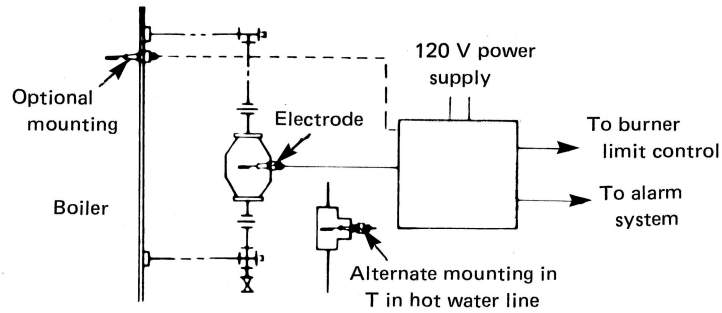 120 V power
supply
Optional
mounting
Electrode
To burner
limit control
To alarm
system
Boiler
Alternate mounting in
T in hot water line